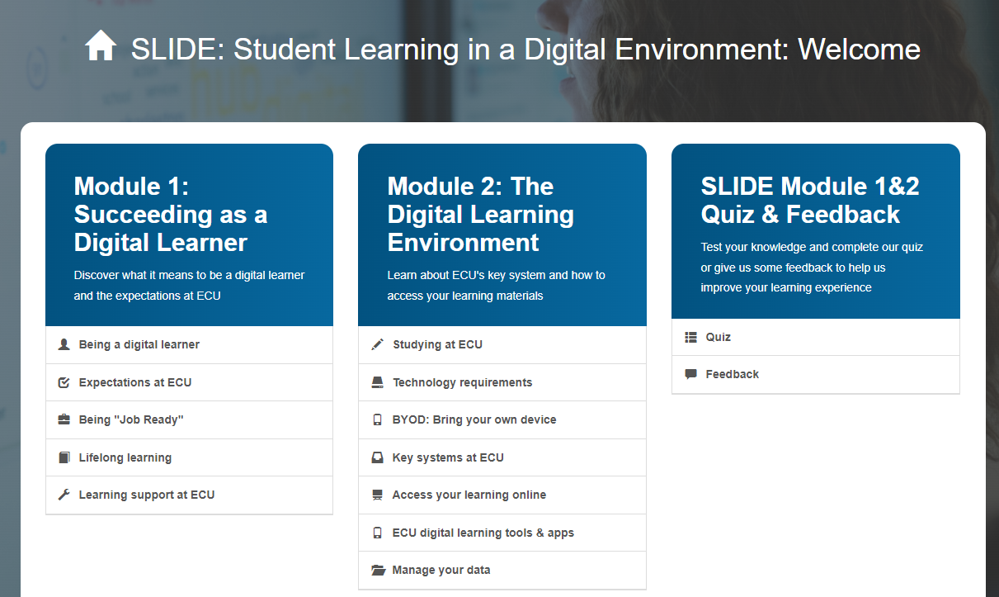 SLIDE: Student Learning in a Digital Environment: Welcome
Module 1:
Succeeding as a
Digital Learner
Discover what it means to be a digital learner
and the expectations at ECU
Being a digital learner
Expectations at ECU
Being "Job Ready"
Lifelong learning
Learning support at ECU
Module 2: The
Digital Learning
Environment
Learn about ECU's key system and how to
access your learning materials
Studying at ECU
Technology requirements
BYOD: Bring your own device
Key systems at ECU
Access your learning online
ECU digital learning tools & apps
Manage your data
SLIDE Module 1&2
Quiz & Feedback
Test your knowledge and complete our quiz
or give us some feedback to help us
improve your learning experience
Quiz
Feedback